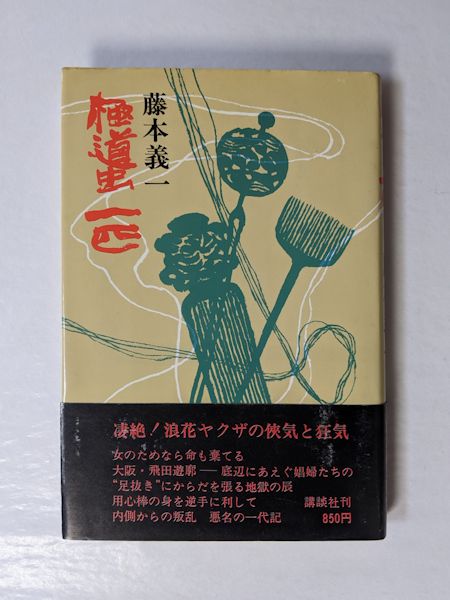 藤本義一
極道虫一匹
凄絶!浪花ヤクザの俠気と狂気
女のためなら命も棄てる
大阪・飛田遊廓──底辺にあえぐ娼婦たちの
“足抜き”にからだを張る地獄の辰
用心棒の身を逆手に利して
内側からの叛乱 悪名の一代記
講談社刊
850円